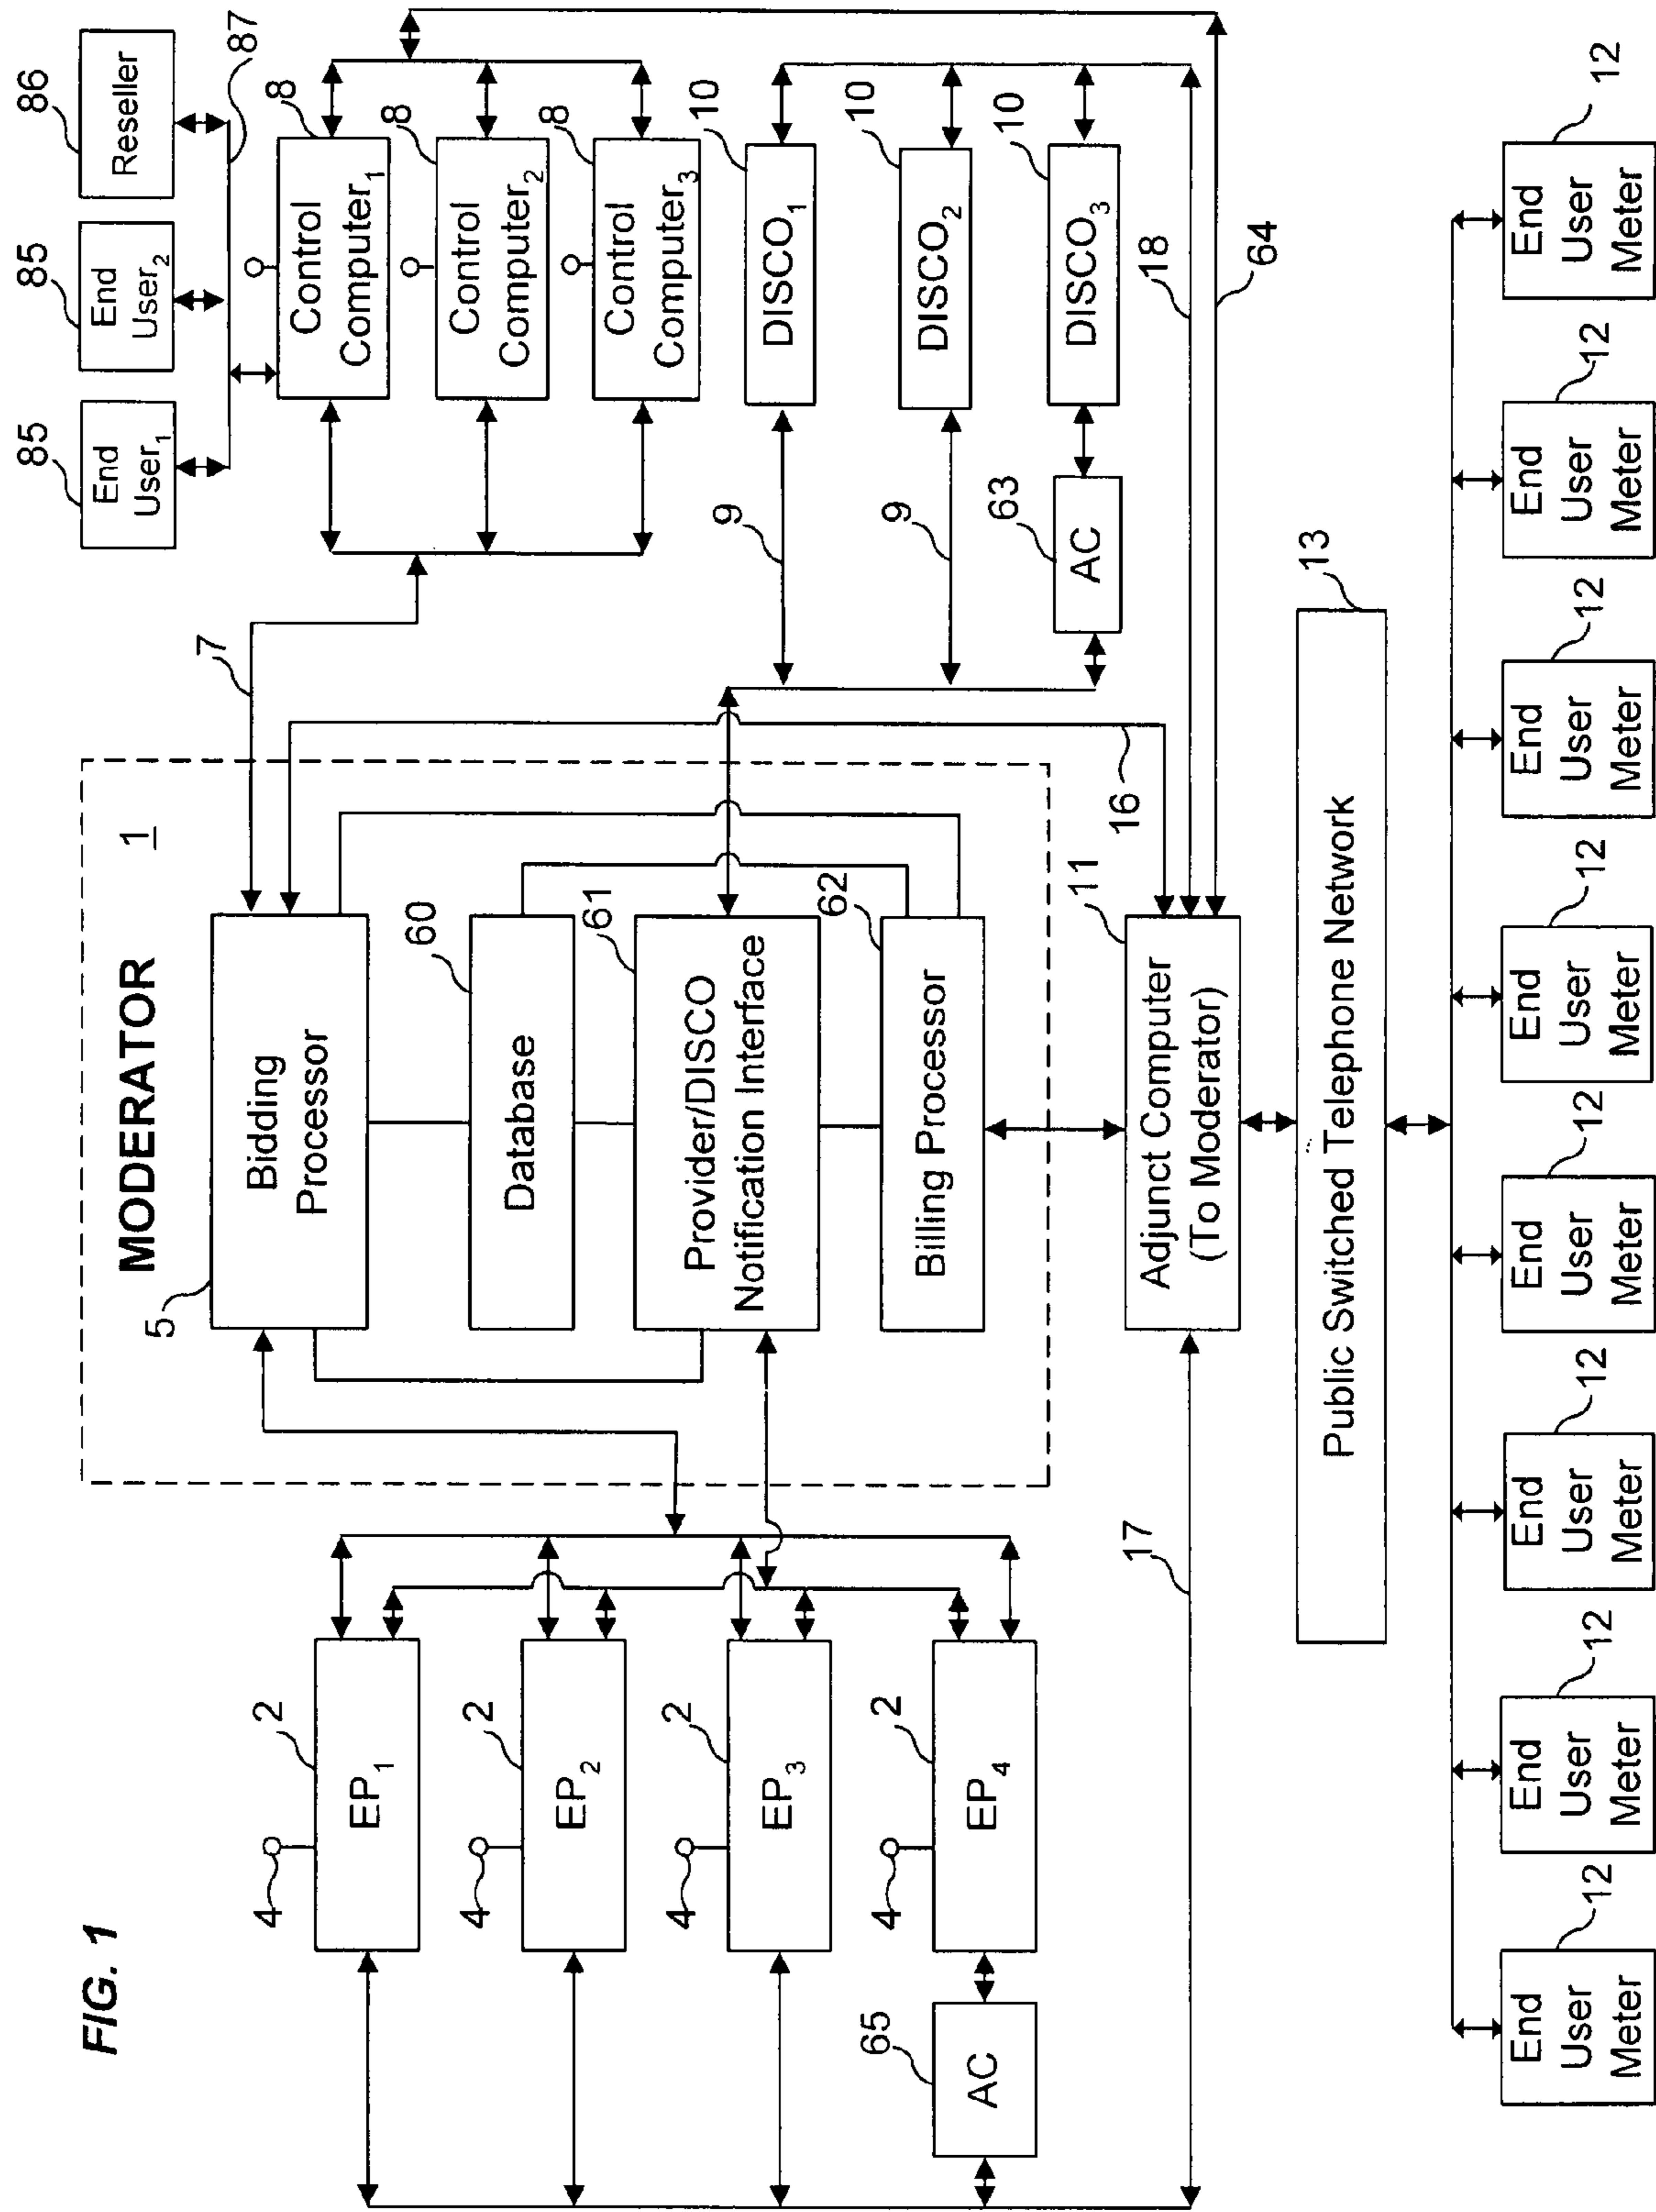 FIG. 1
MODERATOR 1
5
Bidding
Processor
60
Database
61
Provider/DISCO
Notification Interface
62
Billing Processor
4
2
EP1
4
2
EP2
4
2
EP3
4
2
EP4
65
AC
17
85
End
User1
85
End
User2
86
Reseller
87
7
8
Control
Computer1
8
Control
Computer2
8
Control
Computer3
9
10
DISCO1
9
10
DISCO2
63
AC
10
DISCO3
16
18
64
11
Adjunct Computer
(To Moderator)
13
Public Switched Telephone Network
12
End
User
Meter
12
End
User
Meter
12
End
User
Meter
12
End
User
Meter
12
End
User
Meter
12
End
User
Meter
12
End
User
Meter
12
End
User
Meter